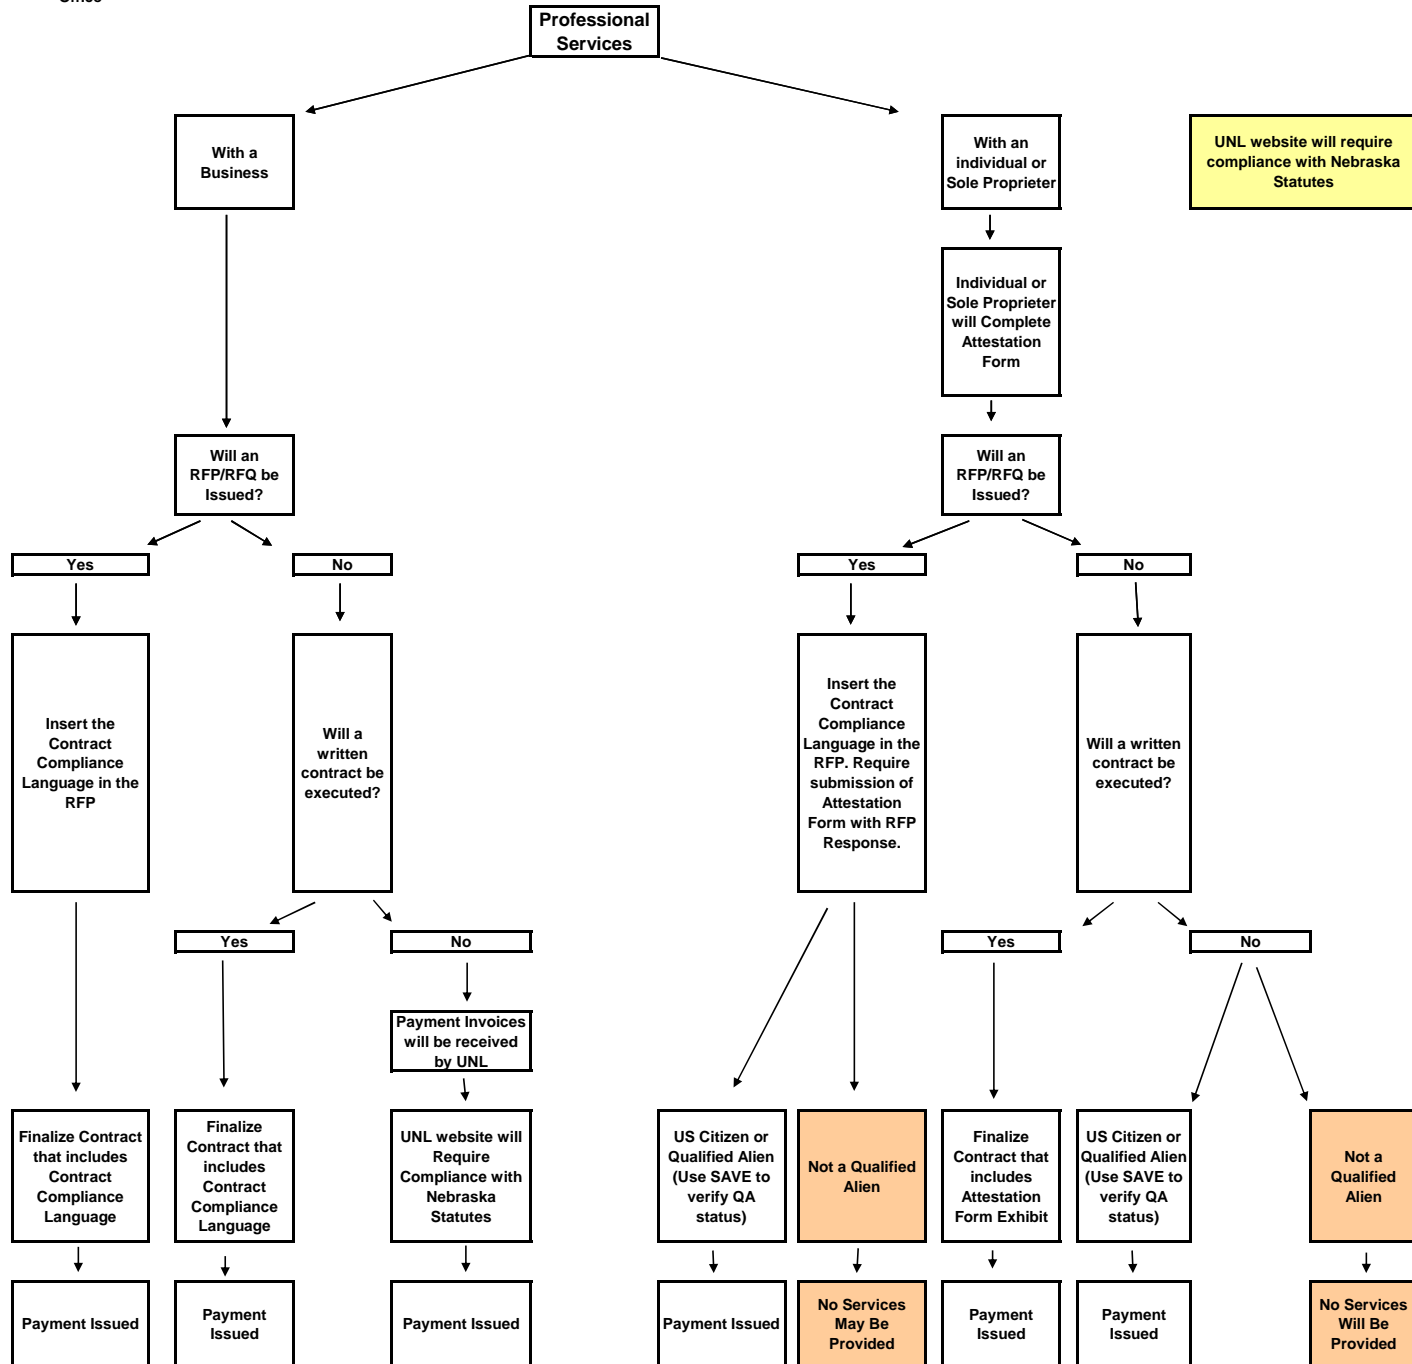 Office
Professional
Services
With a
Business
With an
individual or
Sole Proprieter
UNL website will require
compliance with Nebraska
Statutes
Individual or
Sole Proprieter
will Complete
Attestation
Form
Will an
RFP/RFQ be
Issued?
Will an
RFP/RFQ be
Issued?
Yes
No
Yes
No
Insert the
Contract
Compliance
Language in the
RFP
Will a
written
contract be
executed?
Insert the
Contract
Compliance
Language in the
RFP. Require
submission of
Attestation
Form with RFP
Response.
Will a written
contract be
executed?
Yes
No
Yes
No
Payment Invoices
will be received
by UNL
Finalize Contract
that includes
Contract
Compliance
Language
Finalize
Contract that
includes
Contract
Compliance
Language
UNL website will
Require
Compliance with
Nebraska
Statutes
US Citizen or
Qualified Alien
(Use SAVE to
verify QA
status)
Not a Qualified
Alien
Finalize
Contract that
includes
Attestation
Form Exhibit
US Citizen or
Qualified Alien
(Use SAVE to
verify QA
status)
Not a
Qualified
Alien
Payment Issued
Payment
Issued
Payment Issued
Payment Issued
No Services
May Be
Provided
Payment
Issued
Payment
Issued
No Services
Will Be
Provided